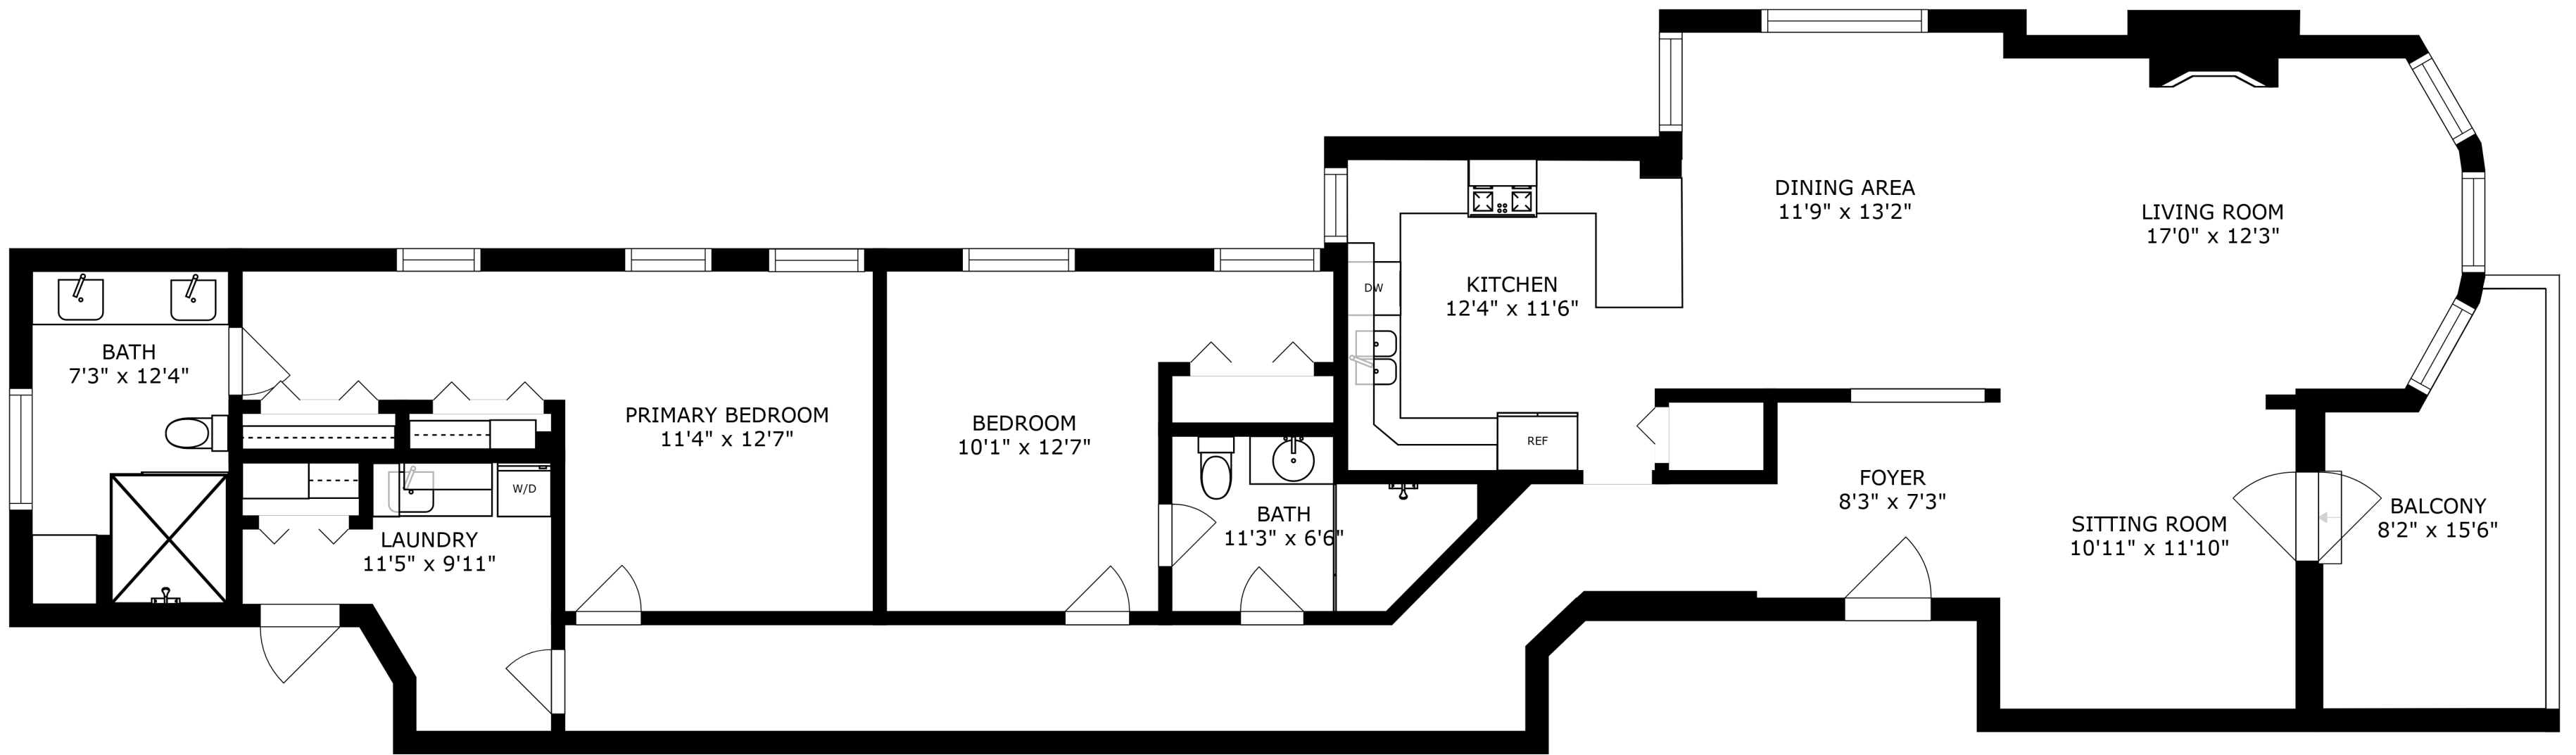 BATH
7'3" x 12'4"
PRIMARY BEDROOM
11'4" x 12'7"
LAUNDRY
11'5" x 9'11"
W/D
BEDROOM
10'1" x 12'7"
BATH
11'3" x 6'6"
KITCHEN
12'4" x 11'6"
DW
REF
DINING AREA
11'9" x 13'2"
LIVING ROOM
17'0" x 12'3"
FOYER
8'3" x 7'3"
SITTING ROOM
10'11" x 11'10"
BALCONY
8'2" x 15'6"